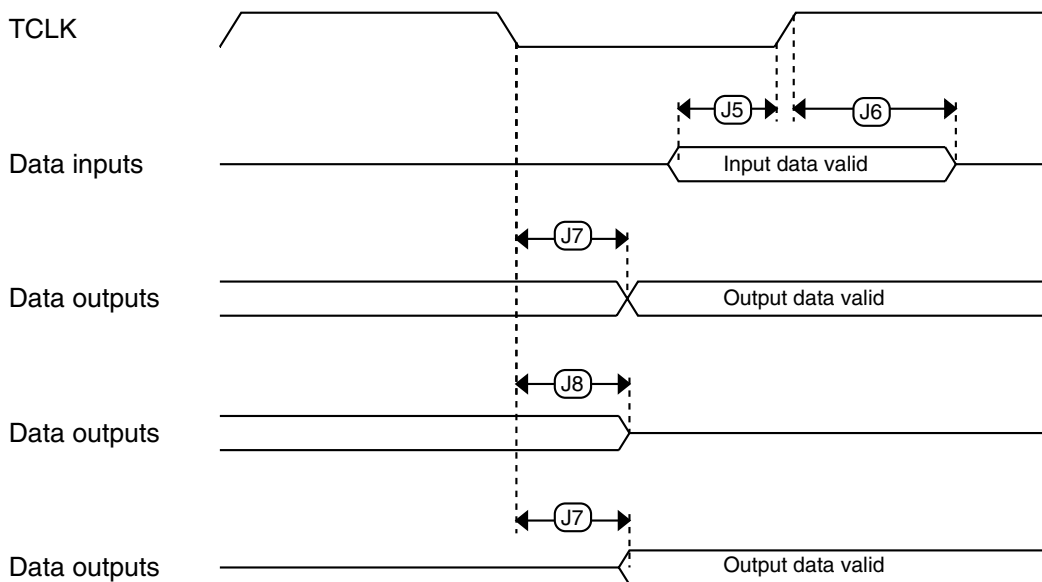 TCLK
J5
J6
Data inputs
Input data valid
J7
Data outputs
Output data valid
J8
Data outputs
J7
Data outputs
Output data valid